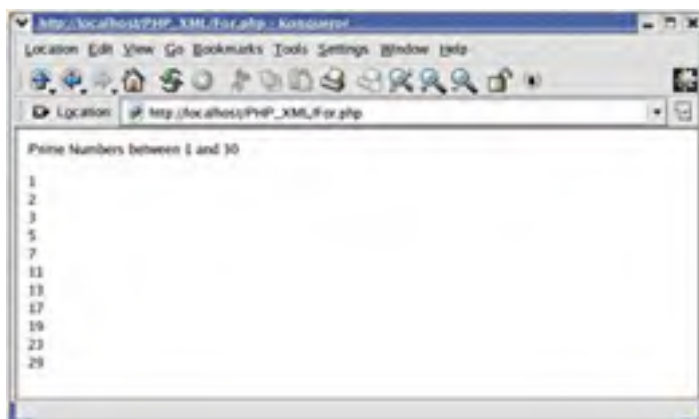 http://localhost/PHP_XML/For.php - Konqueror
Location Edit View Go Bookmarks Tools Settings Window Help
Location: http://localhost/PHP_XML/For.php
Prime Numbers between 1 and 30
1
2
3
5
7
11
13
17
19
23
29